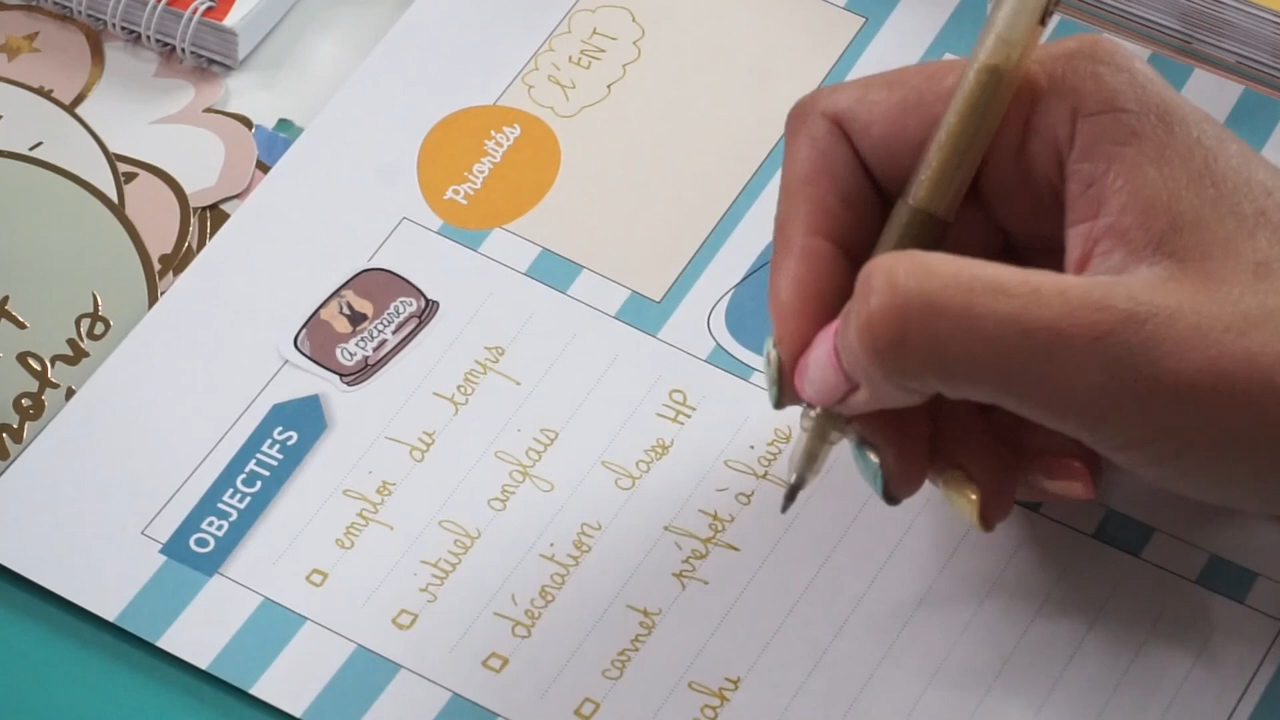 l'ENT
Priorités
À préparer
OBJECTIFS
emploi du temps
rituel anglais
décoration classe HP
carnet préfet à faire